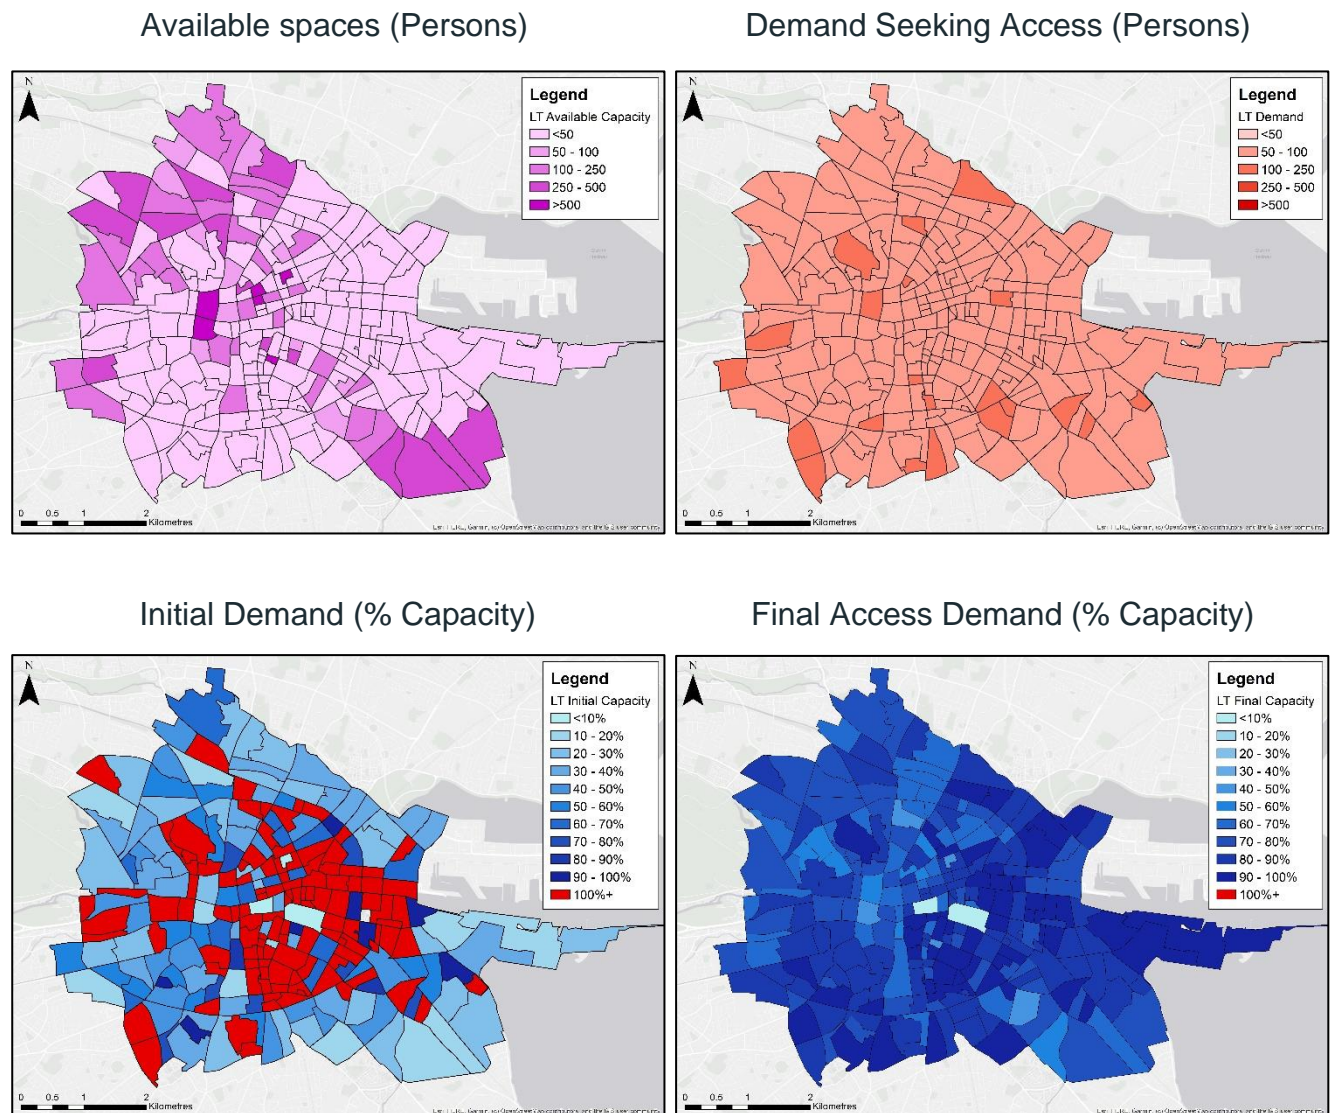 Available spaces (Persons)
Demand Seeking Access (Persons)
N
Legend
LT Available Capacity
<50
50 - 100
100 - 250
250 - 500
>500
0 0.5 1 2
Kilometres
N
Legend
LT Demand
<50
50 - 100
100 - 250
250 - 500
>500
0 0.5 1 2
Kilometres
Initial Demand (% Capacity)
Final Access Demand (% Capacity)
N
Legend
LT Initial Capacity
<10%
10 - 20%
20 - 30%
30 - 40%
40 - 50%
50 - 60%
60 - 70%
70 - 80%
80 - 90%
90 - 100%
100%+
0 0.5 1 2
Kilometres
N
Legend
LT Final Capacity
<10%
10 - 20%
20 - 30%
30 - 40%
40 - 50%
50 - 60%
60 - 70%
70 - 80%
80 - 90%
90 - 100%
100%+
0 0.5 1 2
Kilometres